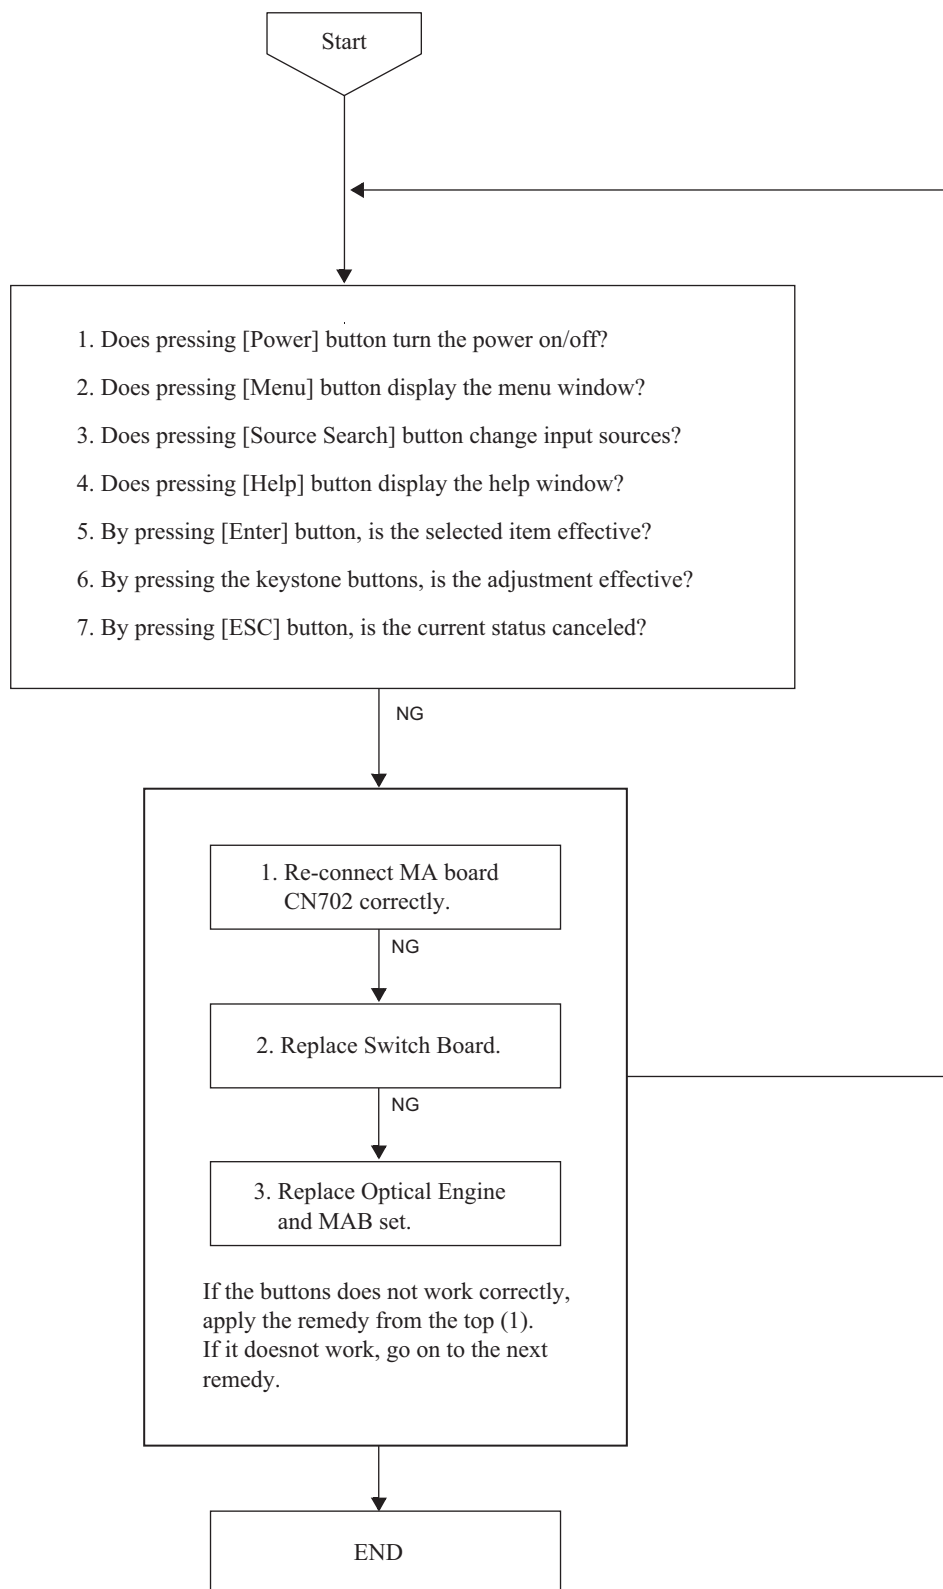 Start
1. Does pressing [Power] button turn the power on/off?
2. Does pressing [Menu] button display the menu window?
3. Does pressing [Source Search] button change input sources?
4. Does pressing [Help] button display the help window?
5. By pressing [Enter] button, is the selected item effective?
6. By pressing the keystone buttons, is the adjustment effective?
7. By pressing [ESC] button, is the current status canceled?
NG
1. Re-connect MA board
CN702 correctly.
NG
2. Replace Switch Board.
NG
3. Replace Optical Engine
and MAB set.
If the buttons does not work correctly,
apply the remedy from the top (1).
If it doesnot work, go on to the next
remedy.
END